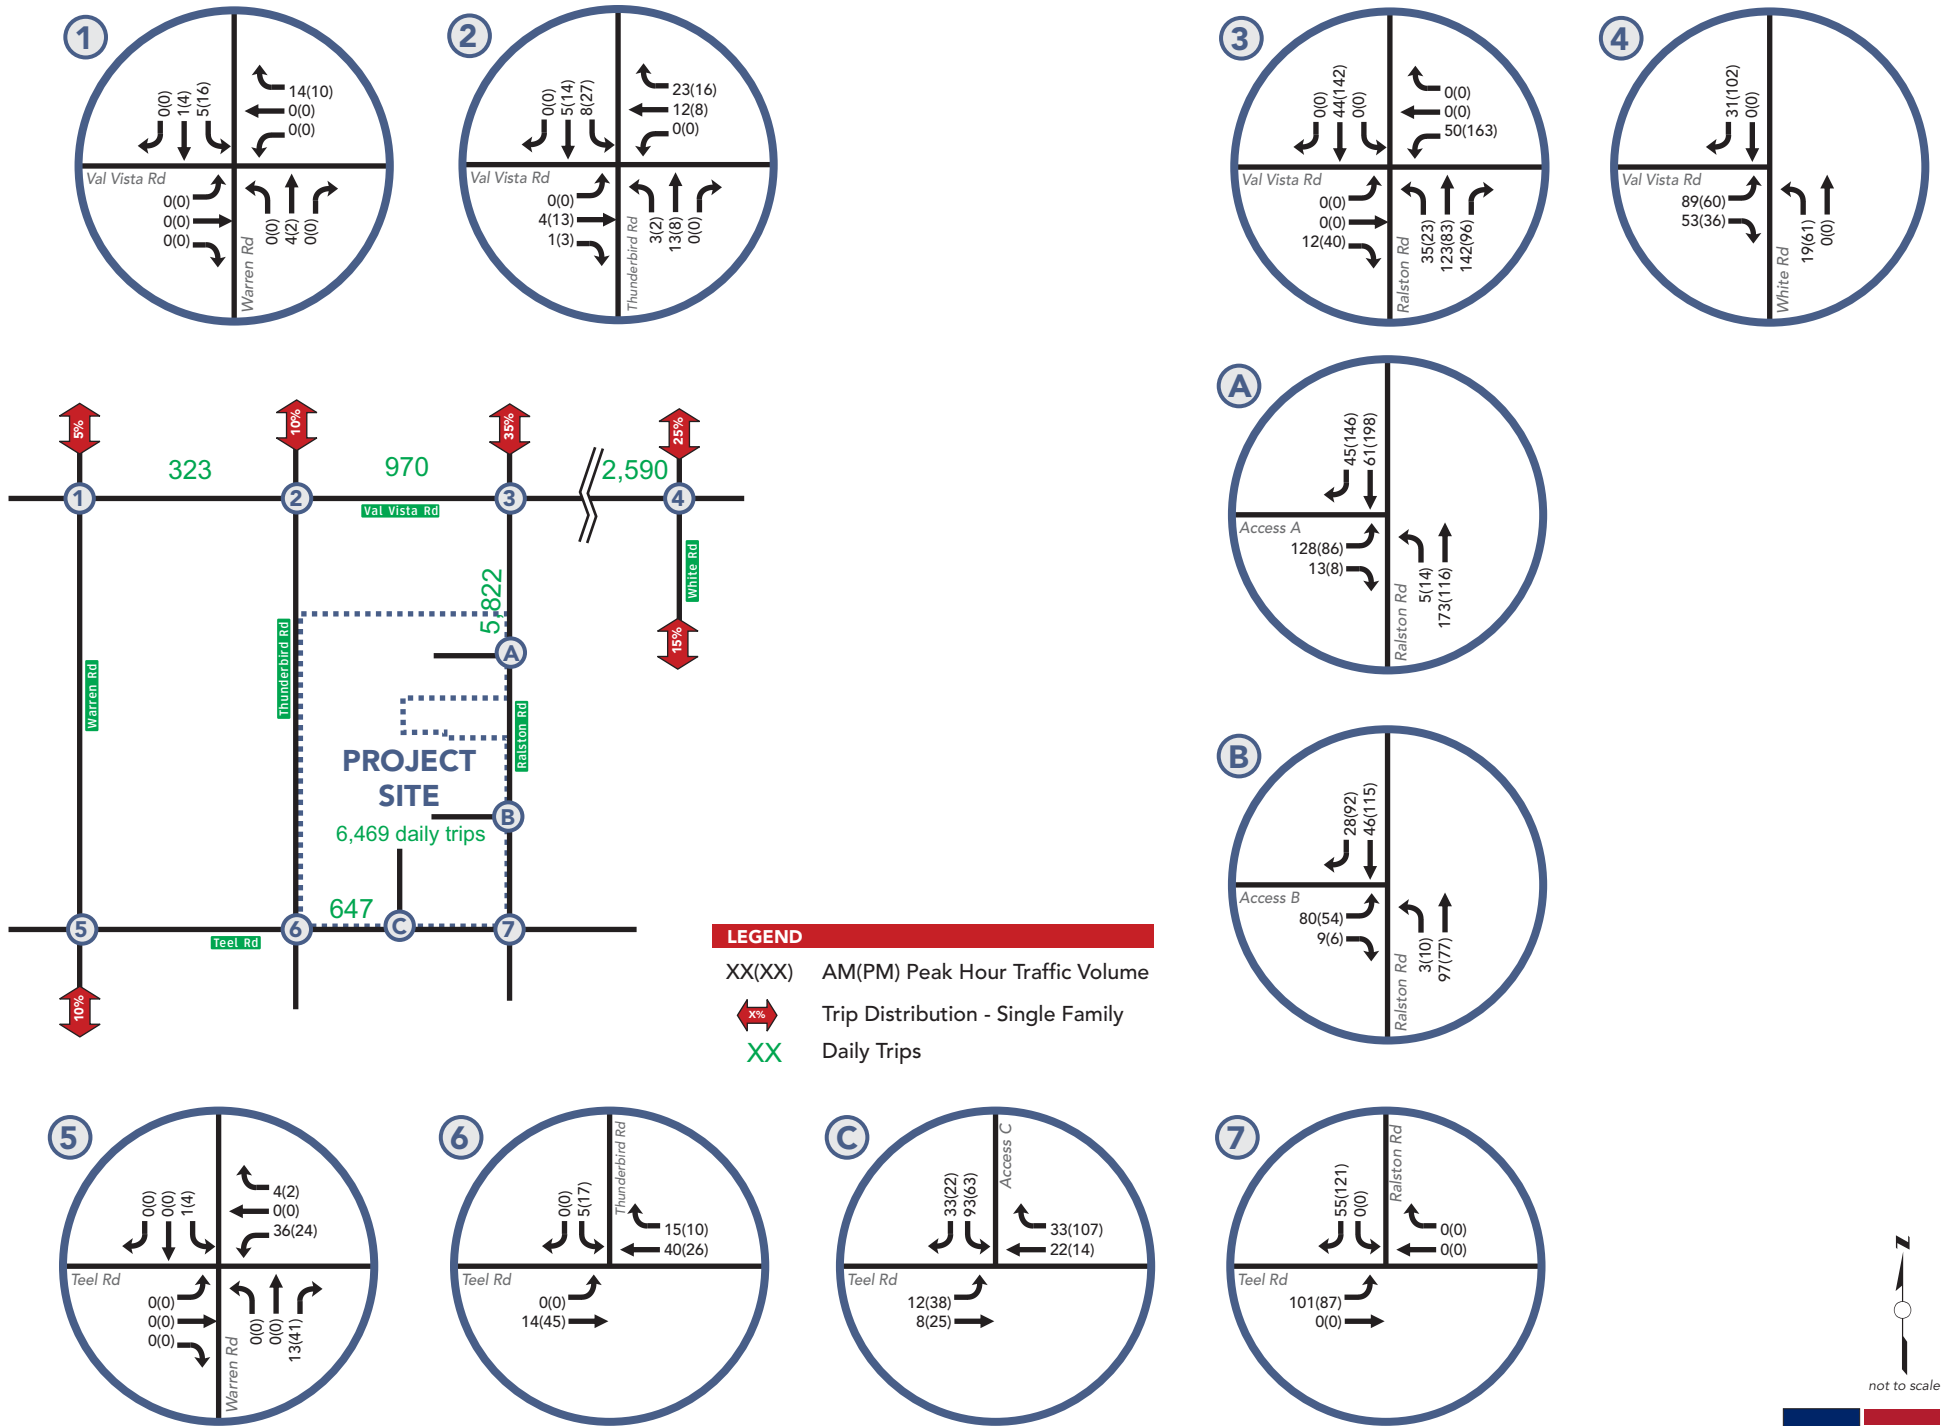 1
0(0)
1(4)
5(16)
14(10)
0(0)
0(0)
Val Vista Rd
0(0)
0(0)
0(0)
Warren Rd
0(0)
4(2)
0(0)
2
0(0)
5(14)
8(27)
23(16)
12(8)
0(0)
Val Vista Rd
0(0)
4(13)
1(3)
Thunderbird Rd
3(2)
13(8)
0(0)
3
0(0)
44(142)
0(0)
0(0)
0(0)
50(163)
Val Vista Rd
0(0)
0(0)
12(40)
Ralston Rd
35(23)
123(83)
142(96)
4
31(102)
0(0)
Val Vista Rd
89(60)
53(36)
White Rd
19(61)
0(0)
5%
10%
35%
25%
323
970
2,590
1
2
3
4
Val Vista Rd
5,822
White Rd
15%
Thunderbird Rd
A
Warren Rd
Ralston Rd
PROJECT
SITE
B
6,469 daily trips
647
5
6
C
7
Teel Rd
10%
A
45(146)
61(198)
Access A
128(86)
13(8)
Ralston Rd
5(14)
173(116)
B
28(92)
46(115)
Access B
80(54)
9(6)
Ralston Rd
3(10)
97(77)
LEGEND
XX(XX) AM(PM) Peak Hour Traffic Volume
X% Trip Distribution - Single Family
XX Daily Trips
5
0(0)
0(0)
1(4)
4(2)
0(0)
36(24)
Teel Rd
0(0)
0(0)
0(0)
Warren Rd
0(0)
0(0)
13(41)
6
0(0)
5(17)
Thunderbird Rd
15(10)
40(26)
Teel Rd
0(0)
14(45)
C
33(22)
93(63)
Access C
33(107)
22(14)
Teel Rd
12(38)
8(25)
7
55(121)
0(0)
Ralston Rd
0(0)
0(0)
Teel Rd
101(87)
0(0)
N
not to scale